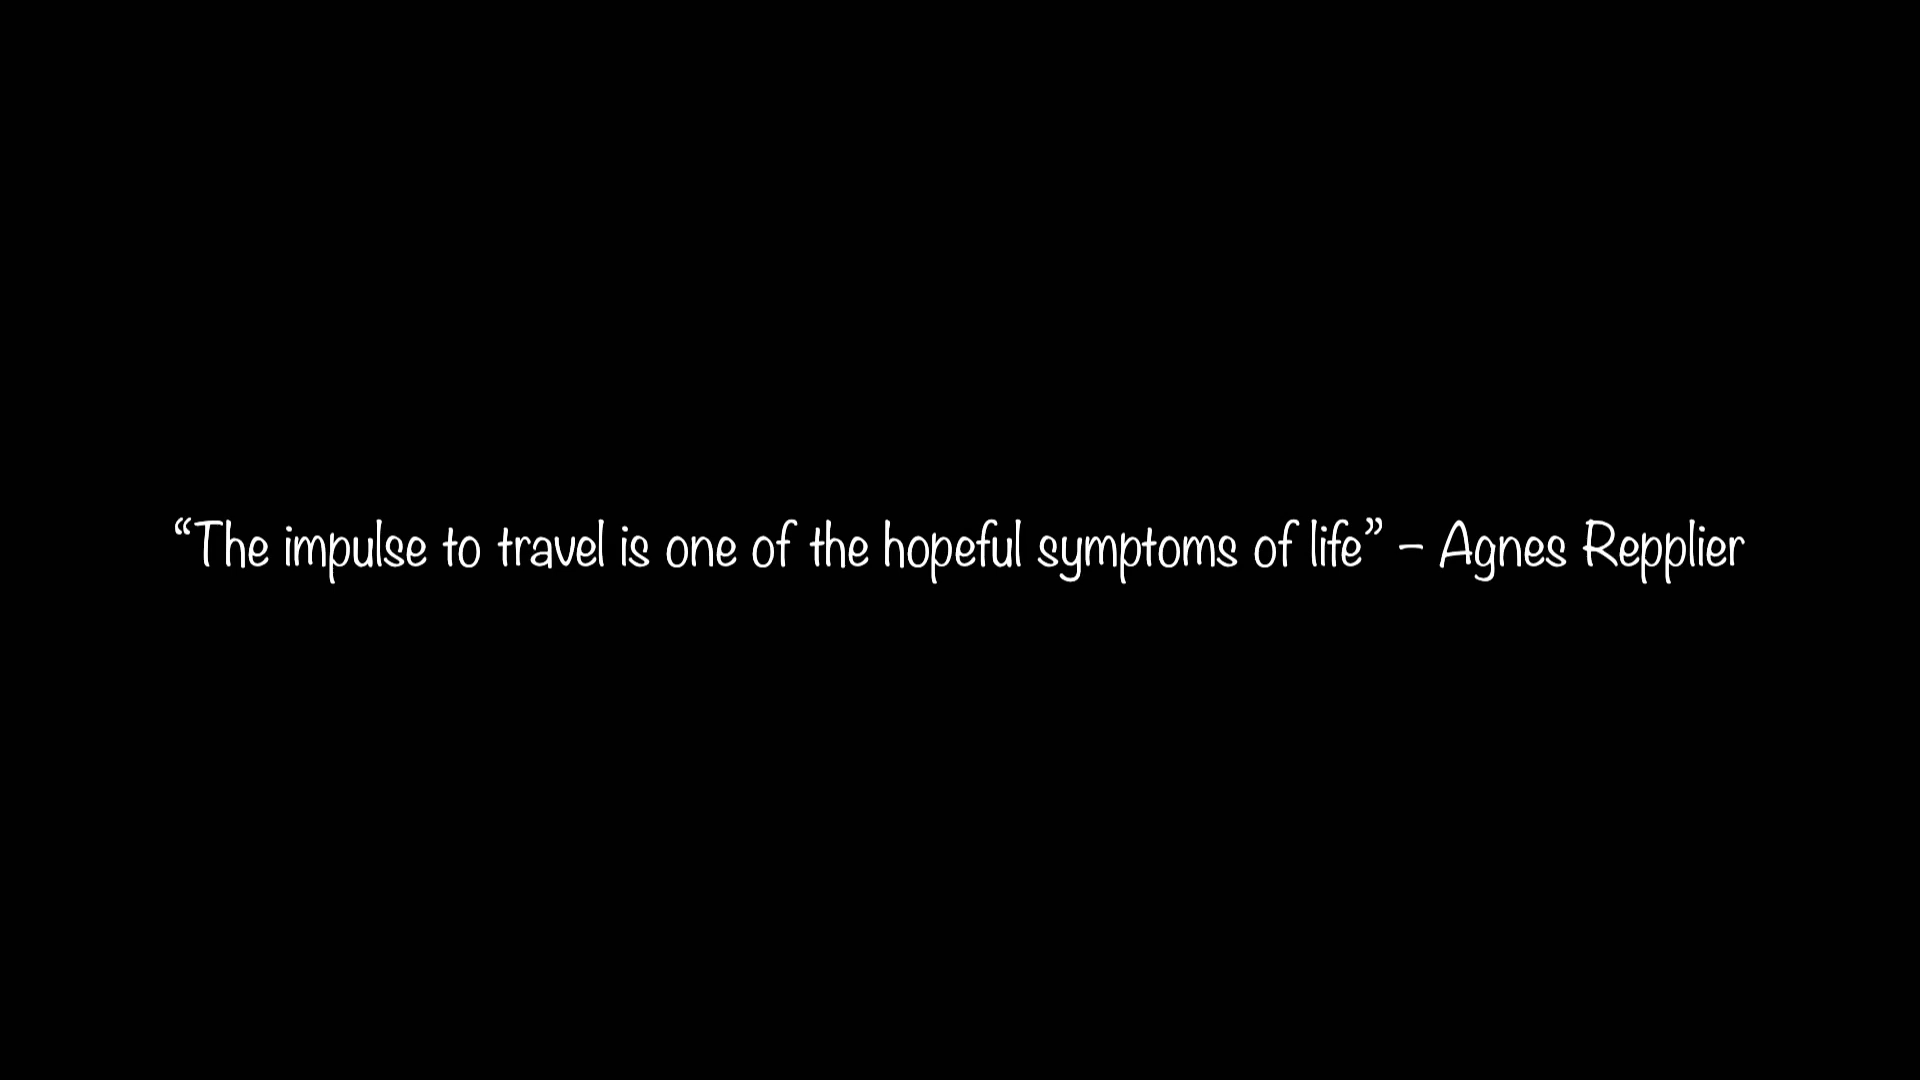 “The impulse to travel is one of the hopeful symptoms of life” – Agnes Repplier